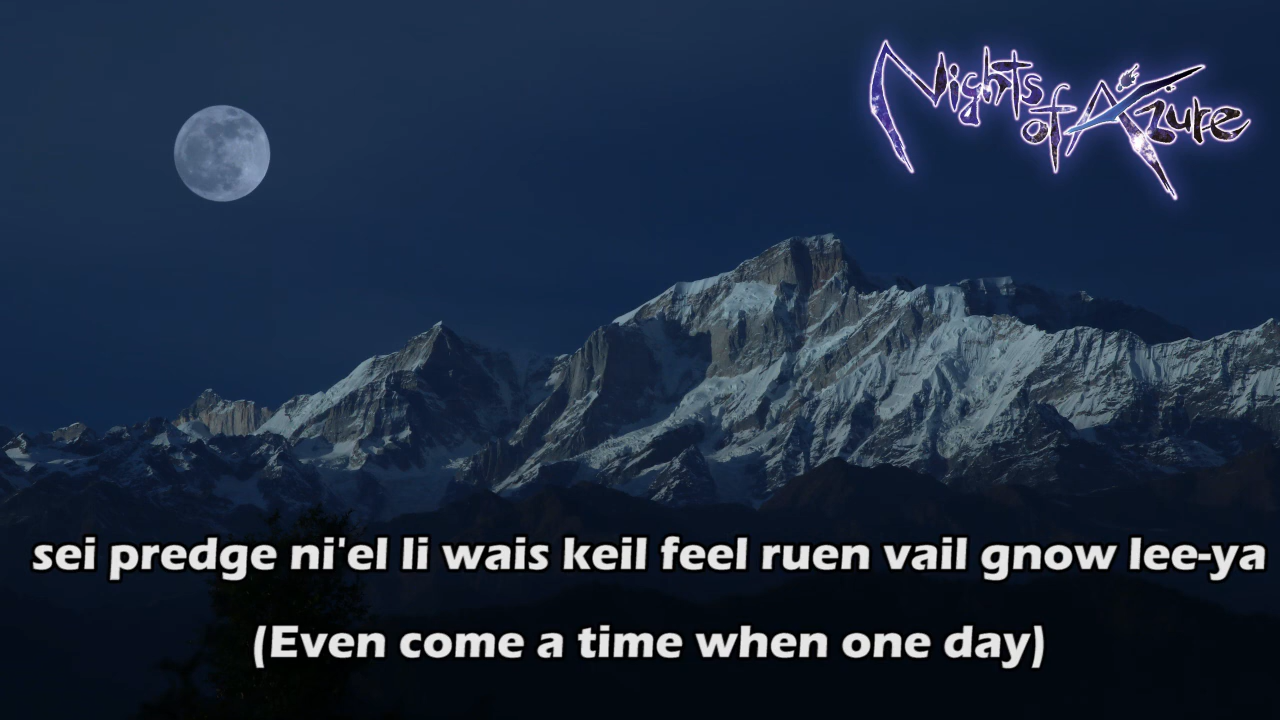 Nights
of Azure
sei predge ni'el li wais keil feel ruen vail gnow lee-ya
(Even come a time when one day)